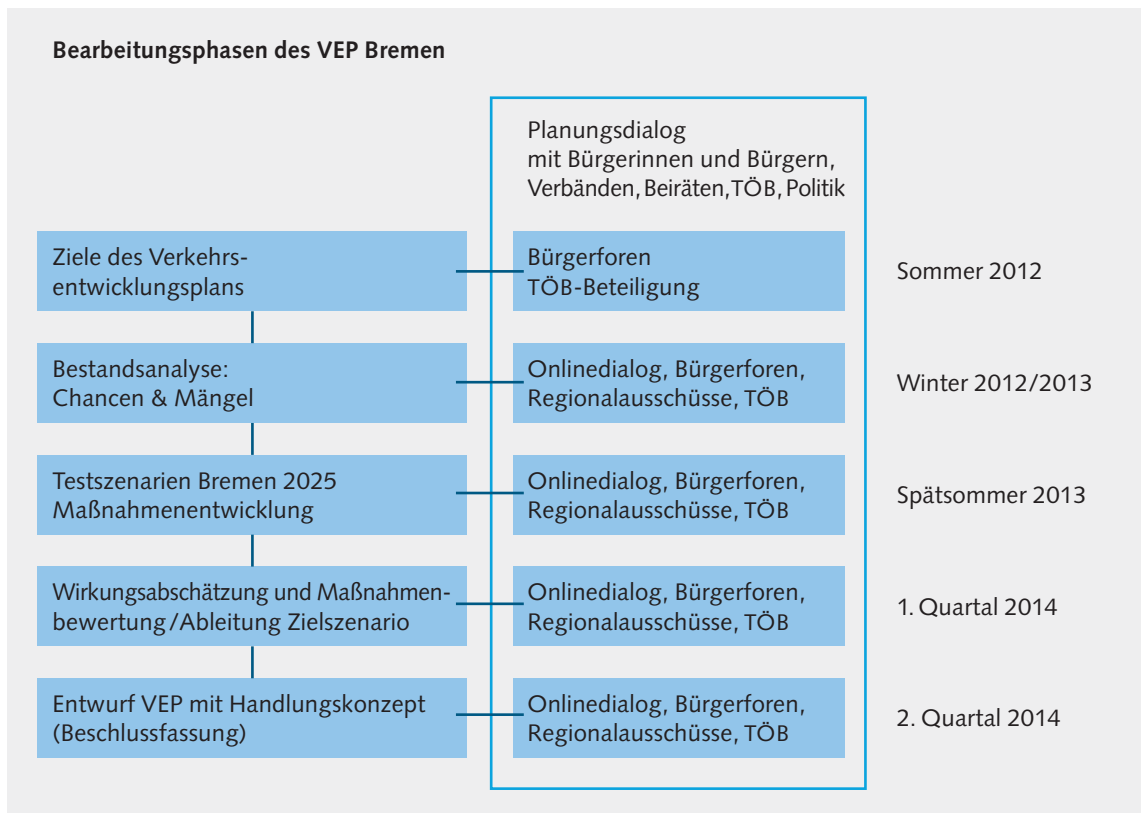 Bearbeitungsphasen des VEP Bremen
Planungsdialog
mit Bürgerinnen und Bürgern,
Verbänden, Beiräten, TÖB, Politik
Ziele des Verkehrs-
entwicklungsplans
Bürgerforen
TÖB-Beteiligung
Sommer 2012
Bestandsanalyse:
Chancen & Mängel
Onlinedialog, Bürgerforen,
Regionalausschüsse, TÖB
Winter 2012/2013
Testszenarien Bremen 2025
Maßnahmenentwicklung
Onlinedialog, Bürgerforen,
Regionalausschüsse, TÖB
Spätsommer 2013
Wirkungsabschätzung und Maßnahmen-
bewertung/Ableitung Zielszenario
Onlinedialog, Bürgerforen,
Regionalausschüsse, TÖB
1. Quartal 2014
Entwurf VEP mit Handlungskonzept
(Beschlussfassung)
Onlinedialog, Bürgerforen,
Regionalausschüsse, TÖB
2. Quartal 2014